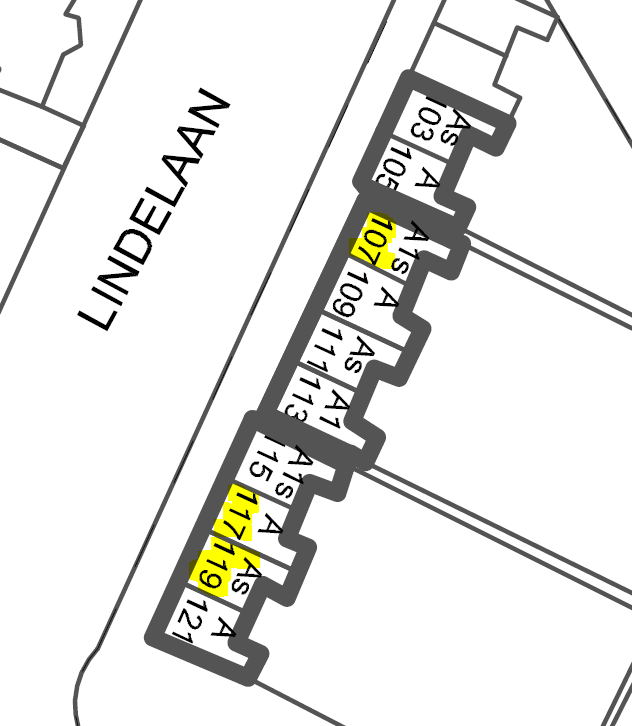 LINDELAAN
103 As
105 A
107 A1s
109 A
111 As
113 A1
115 A1s
117 A
119 As
121 A